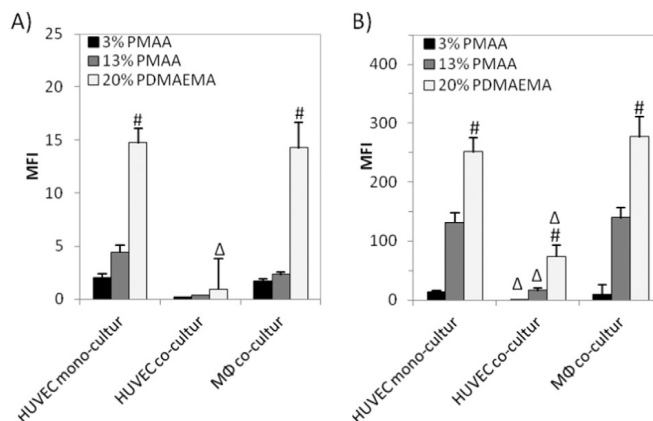 A)
3% PMAA
13% PMAA
20% PDMAEMA
25
20
15
10
5
0
MFI
#
Δ
#
HUVEC mono-cultur
HUVEC co-cultur
MΦ co-cultur
B)
3% PMAA
13% PMAA
20% PDMAEMA
400
300
200
100
0
MFI
#
Δ
Δ
Δ
#
#
HUVEC mono-cultur
HUVEC co-cultur
MΦ co-cultur